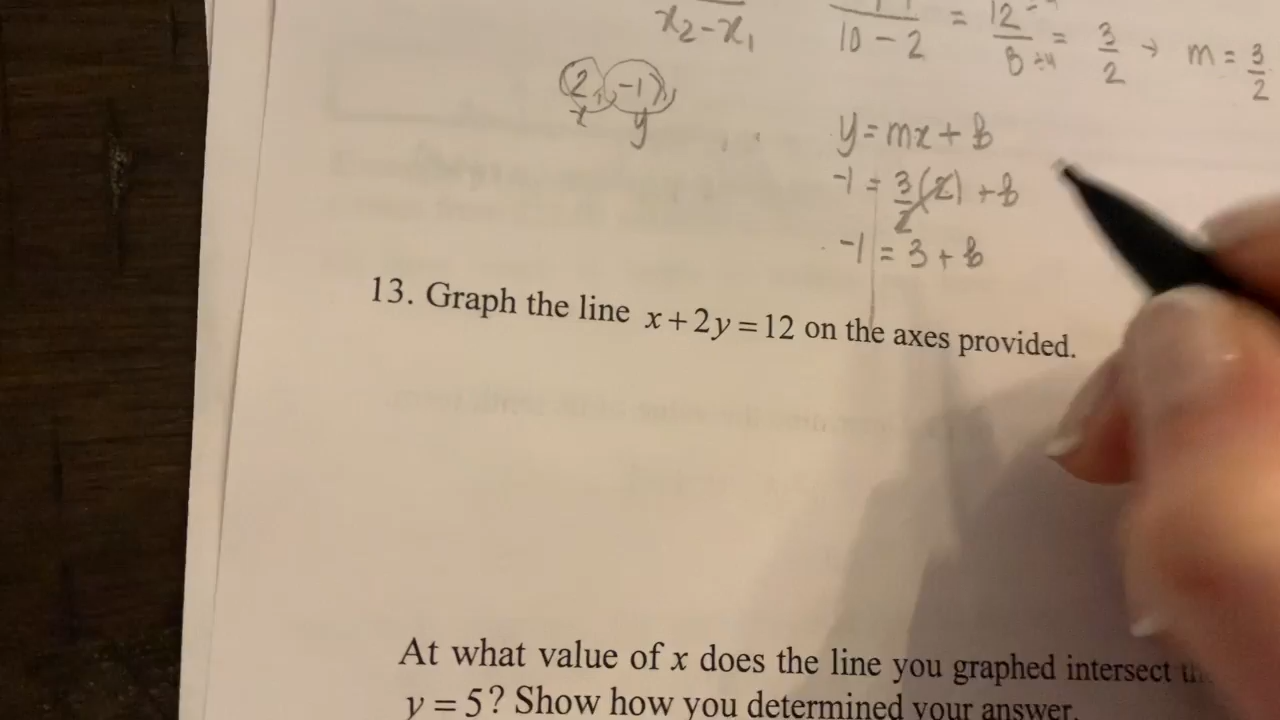 x₂-x₁
10-2 = 12/8÷4 = 3/2 → m = 3/2
(2, -1)
x y
y=mx+b
-1 = 3/2(2) +b
-1 = 3+b
13. Graph the line x+2y=12 on the axes provided.
At what value of x does the line you graphed intersect
y = 5? Show how you determined your answer.